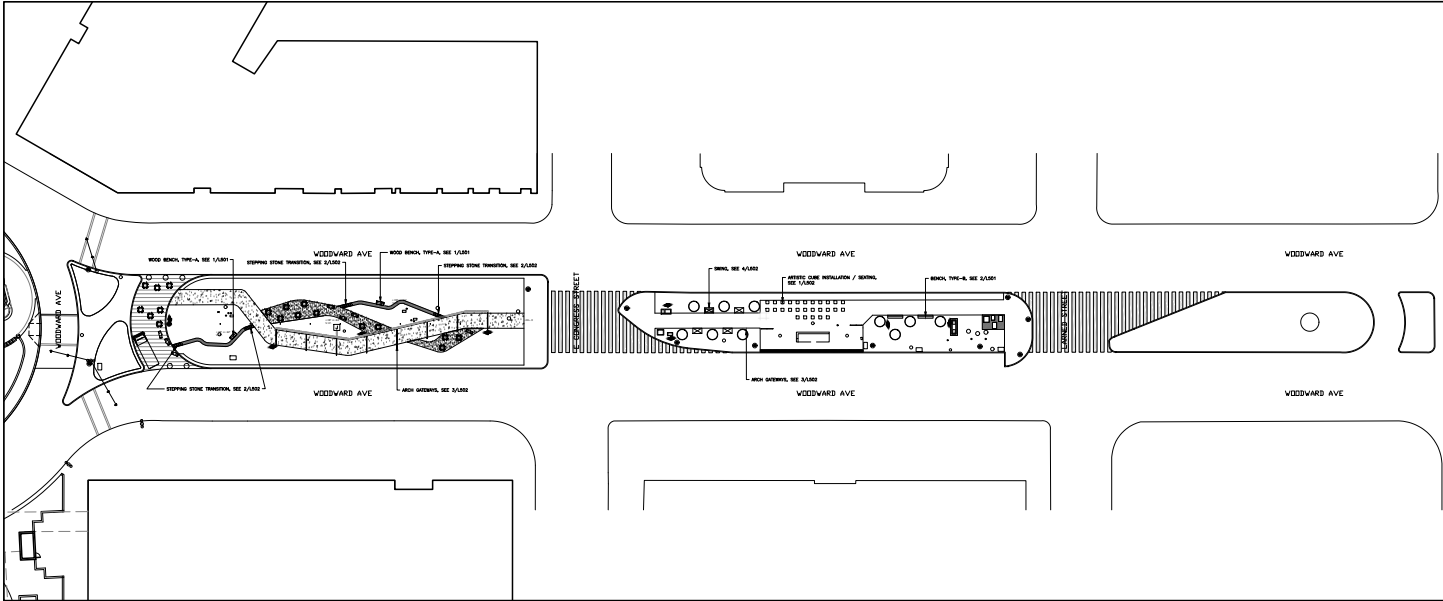 WOODWARD AVE
WOODWARD AVE
WOODWARD AVE
WOOD BENCH, TYPE-A, SEE 1/L501
WOOD BENCH, TYPE-A, SEE 1/L501
STEPPING STONE TRANSITION, SEE 2/L502
STEPPING STONE TRANSITION, SEE 2/L502
SWING, SEE 4/L502
ARTISTIC CUBE INSTALLATION / SEATING,
SEE 1/L502
BENCH, TYPE-B, SEE 2/L501
WOODWARD AVE
E CONGRESS STREET
LARNED STREET
STEPPING STONE TRANSITION, SEE 2/L502
ARCH GATEWAYS, SEE 3/L502
ARCH GATEWAYS, SEE 3/L502
WOODWARD AVE
WOODWARD AVE
WOODWARD AVE